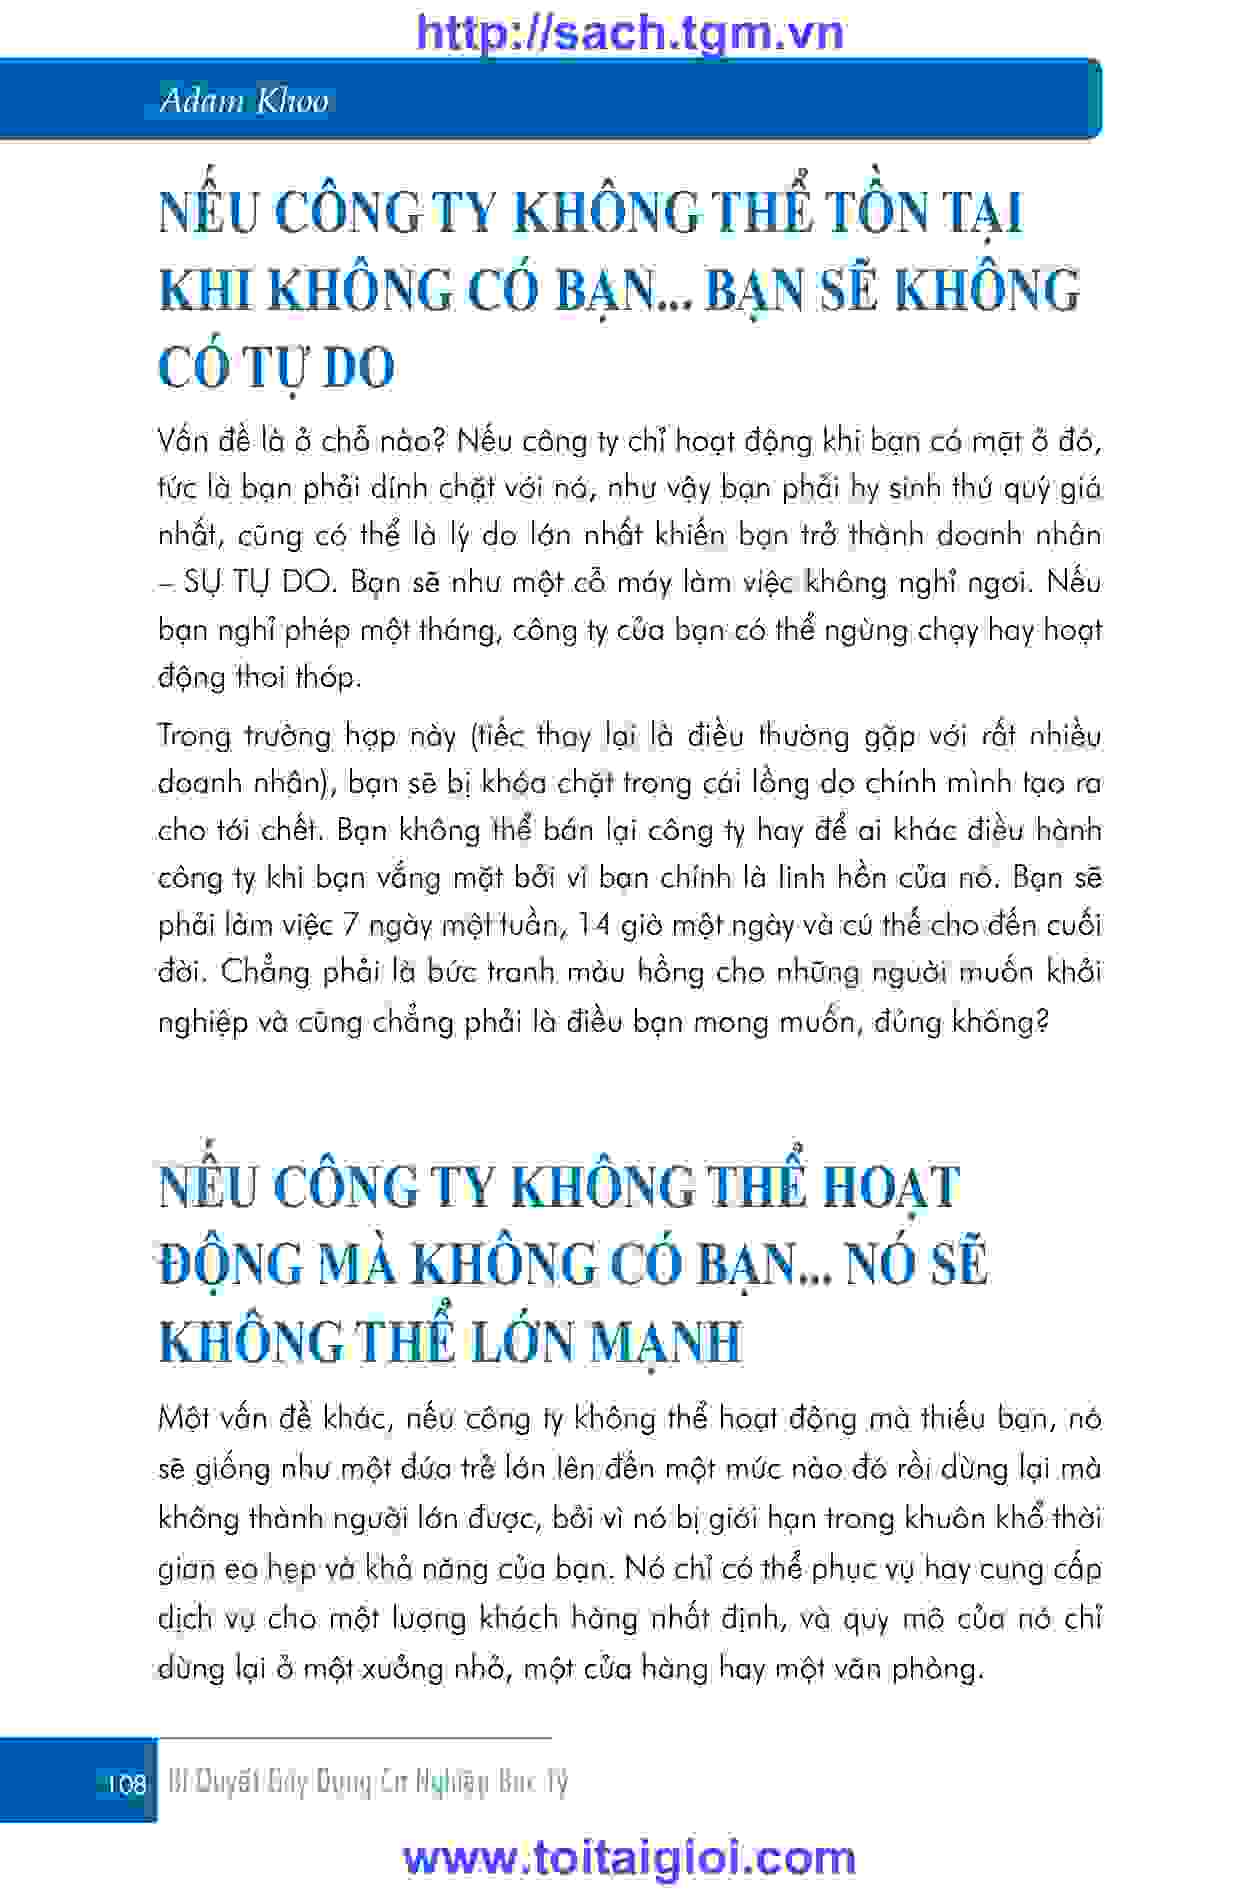 http://sach.tgm.vn
Adam Khoo
NẾU CÔNG TY KHÔNG THỂ TỒN TẠI
KHI KHÔNG CÓ BẠN... BẠN SẼ KHÔNG
CÓ TỰ DO
Vấn đề là ở chỗ nào? Nếu công ty chỉ hoạt động khi bạn có mặt ở đó,
tức là bạn phải dính chặt với nó, như vậy bạn phải hy sinh thứ quý giá
nhất, cũng có thể là lý do lớn nhất khiến bạn trở thành doanh nhân
– SỰ TỰ DO. Bạn sẽ như một cỗ máy làm việc không nghỉ ngơi. Nếu
bạn nghỉ phép một tháng, công ty của bạn có thể ngừng chạy hay hoạt
động thoi thóp.
Trong trường hợp này (tiếc thay lại là điều thường gặp với rất nhiều
doanh nhân), bạn sẽ bị khóa chặt trong cái lồng do chính mình tạo ra
cho tới chết. Bạn không thể bán lại công ty hay để ai khác điều hành
công ty khi bạn vắng mặt bởi vì bạn chính là linh hồn của nó. Bạn sẽ
phải làm việc 7 ngày một tuần, 14 giờ một ngày và cứ thế cho đến cuối
đời. Chẳng phải là bức tranh màu hồng cho những người muốn khởi
nghiệp và cũng chẳng phải là điều bạn mong muốn, đúng không?
NẾU CÔNG TY KHÔNG THỂ HOẠT
ĐỘNG MÀ KHÔNG CÓ BẠN... NÓ SẼ
KHÔNG THỂ LỚN MẠNH
Một vấn đề khác, nếu công ty không thể hoạt động mà thiếu bạn, nó
sẽ giống như một đứa trẻ lớn lên đến một mức nào đó rồi dừng lại mà
không thành người lớn được, bởi vì nó bị giới hạn trong khuôn khổ thời
gian eo hẹp và khả năng của bạn. Nó chỉ có thể phục vụ hay cung cấp
dịch vụ cho một lượng khách hàng nhất định, và quy mô của nó chỉ
dừng lại ở một xưởng nhỏ, một cửa hàng hay một văn phòng.
108 Bí Quyết Gây Dựng Cơ Nghiệp Bạc Tỷ
www.toitaigioi.com